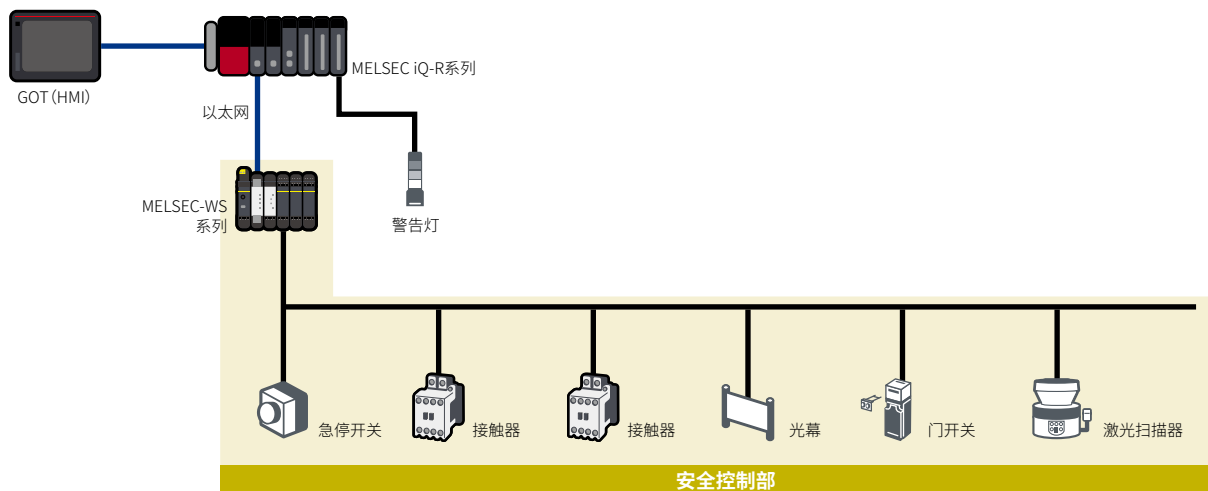 GOT（HMI）
MELSEC iQ-R系列
以太网
MELSEC-WS
系列
警告灯
急停开关
接触器
接触器
光幕
门开关
激光扫描器
安全控制部